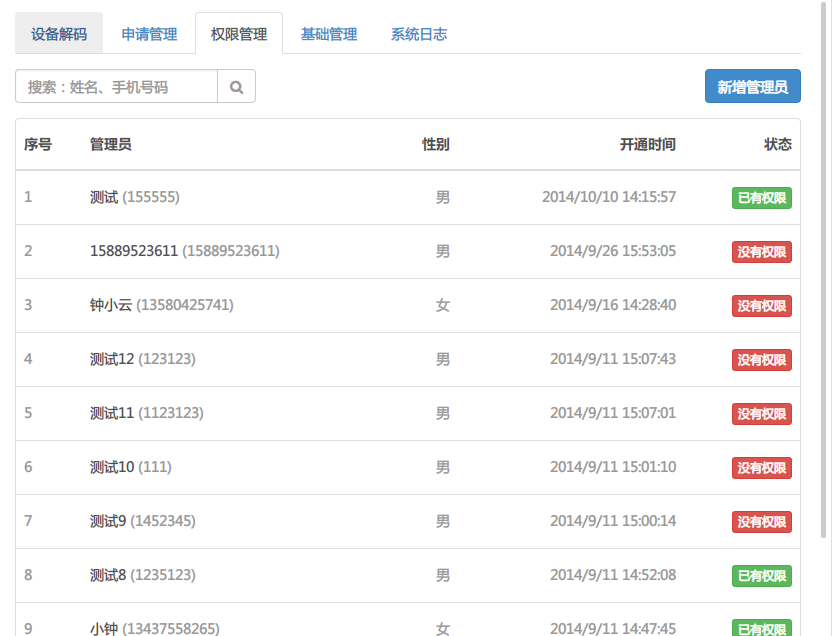 设备解码 申请管理 权限管理 基础管理 系统日志
搜索：姓名、手机号码 新增管理员
序号 管理员 性别 开通时间 状态
1 测试 (155555) 男 2014/10/10 14:15:57 已有权限
2 15889523611 (15889523611) 男 2014/9/26 15:53:05 没有权限
3 钟小云 (13580425741) 女 2014/9/16 14:28:40 没有权限
4 测试12 (123123) 男 2014/9/11 15:07:43 没有权限
5 测试11 (1123123) 男 2014/9/11 15:07:01 没有权限
6 测试10 (111) 男 2014/9/11 15:01:10 没有权限
7 测试9 (1452345) 男 2014/9/11 15:00:14 没有权限
8 测试8 (1235123) 男 2014/9/11 14:52:08 已有权限
9 小钟 (13437558265) 女 2014/9/11 14:47:45 已有权限